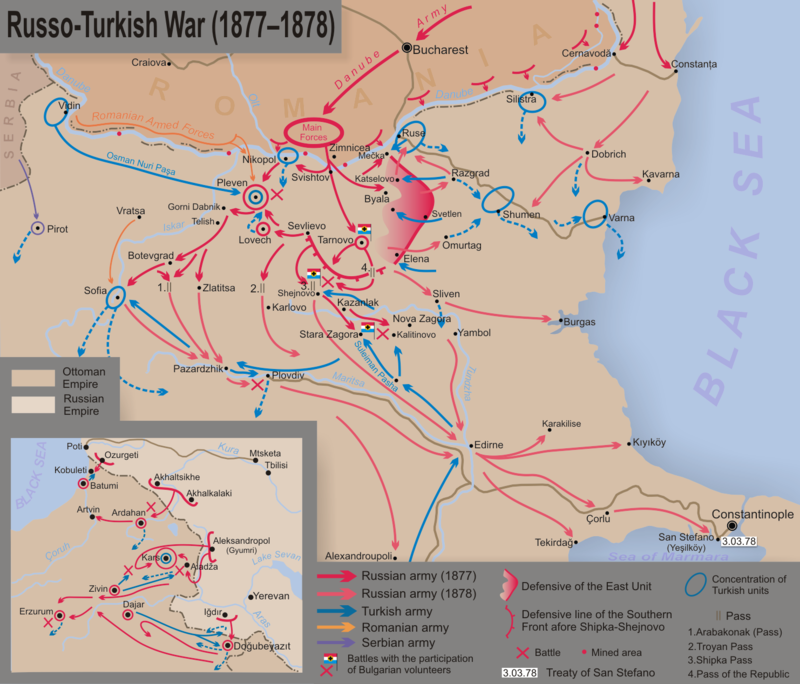 Russo-Turkish War (1877–1878)
Army
Danube
Bucharest
Craiova
Cernavodă
Constanța
ROMANIA
SERBIA
Danube
Vidin
Romanian Armed Forces
Olt
Danube
Silistra
Main
Forces
Ruse
Zimnicea
Mečka
Osman Nuri Paşa
Nikopol
Svishtov
Katselovo
Razgrad
Dobrich
Kavarna
Pleven
Byala
Gorni Dabnik
Svetlen
Shumen
Varna
Vratsa
Telish
Iskar
Pirot
Lovech
Sevlievo
Tarnovo
Omurtag
Elena
Botevgrad
4.||
Sofia
1.||
Zlatitsa
2.||
3.||
Shejnovo
Sliven
Karlovo
Kazanlak
Nova Zagora
Burgas
Stara Zagora
Kalitinovo
Yambol
Suleiman Pasha
Tundzha
Pazardzhik
Plovdiv
Maritsa
BLACK SEA
Ottoman
Empire
Russian
Empire
Karakilise
Edirne
Kıyıköy
Constantinople
Çorlu
San Stefano
(Yeşilköy)
3.03.78
Tekirdağ
Alexandroupoli
Sea of Marmara
BLACK SEA
Poti
Kura
Mtsketa
Ozurgeti
Tbilisi
Kobuleti
Batumi
Akhaltsikhe
Akhalkalaki
Artvin
Ardahan
Aleksandropol
(Gyumri)
Çoruh
Kars
Lake Sevan
Aladža
Zivin
Yerevan
Erzurum
Dajar
Iğdır
Aras
Doğubeyazıt
Russian army (1877)
Russian army (1878)
Turkish army
Romanian army
Serbian army
Battles with the participation
of Bulgarian volunteers
Defensive of the East Unit
Defensive line of the Southern
Front afore Shipka-Shejnovo
Battle
Mined area
3.03.78 Treaty of San Stefano
Concentration of
Turkish units
|| Pass
1.Arabakonak (Pass)
2.Troyan Pass
3.Shipka Pass
4.Pass of the Republic